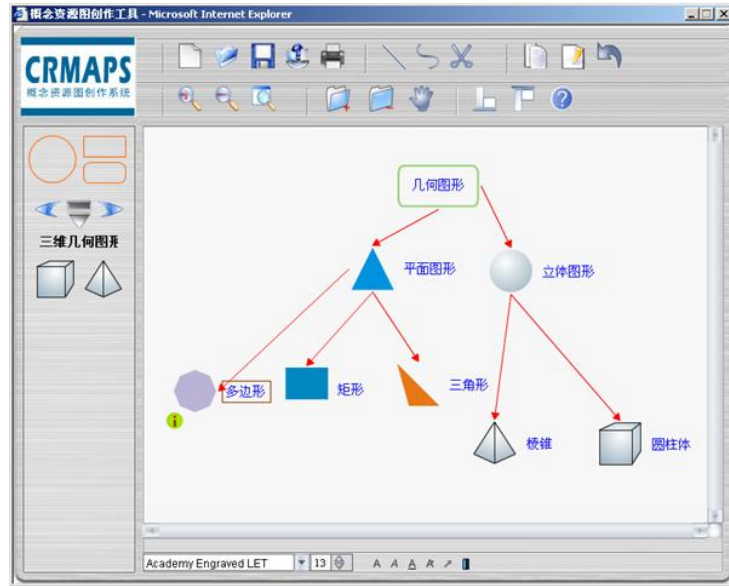 概念资源图创作工具 - Microsoft Internet Explorer
CRMAPS
概念资源图创作系统
三维几何图形
几何图形
平面图形
立体图形
多边形
矩形
三角形
棱锥
圆柱体
Academy Engraved LET
13
A A A A